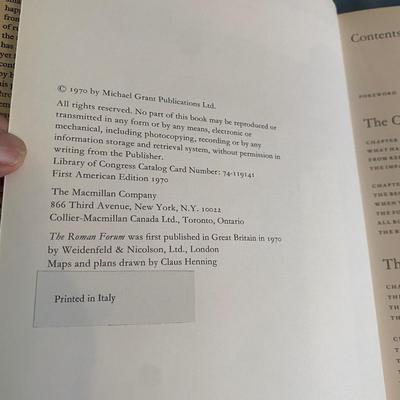 © 1970 by Michael Grant Publications Ltd.
All rights reserved. No part of this book may be reproduced or
transmitted in any form or by any means, electronic or
mechanical, including photocopying, recording or by any
information storage and retrieval system, without permission in
writing from the Publisher.
Library of Congress Catalog Card Number: 74-119141
First American Edition 1970
The Macmillan Company
866 Third Avenue, New York, N.Y. 10022
Collier-Macmillan Canada Ltd., Toronto, Ontario
The Roman Forum was first published in Great Britain in 1970
by Weidenfeld & Nicolson, Ltd., London
Maps and plans drawn by Claus Henning
Printed in Italy
Contents
FOREWORD
The
CHAPTER
WHAT
FROM
THE